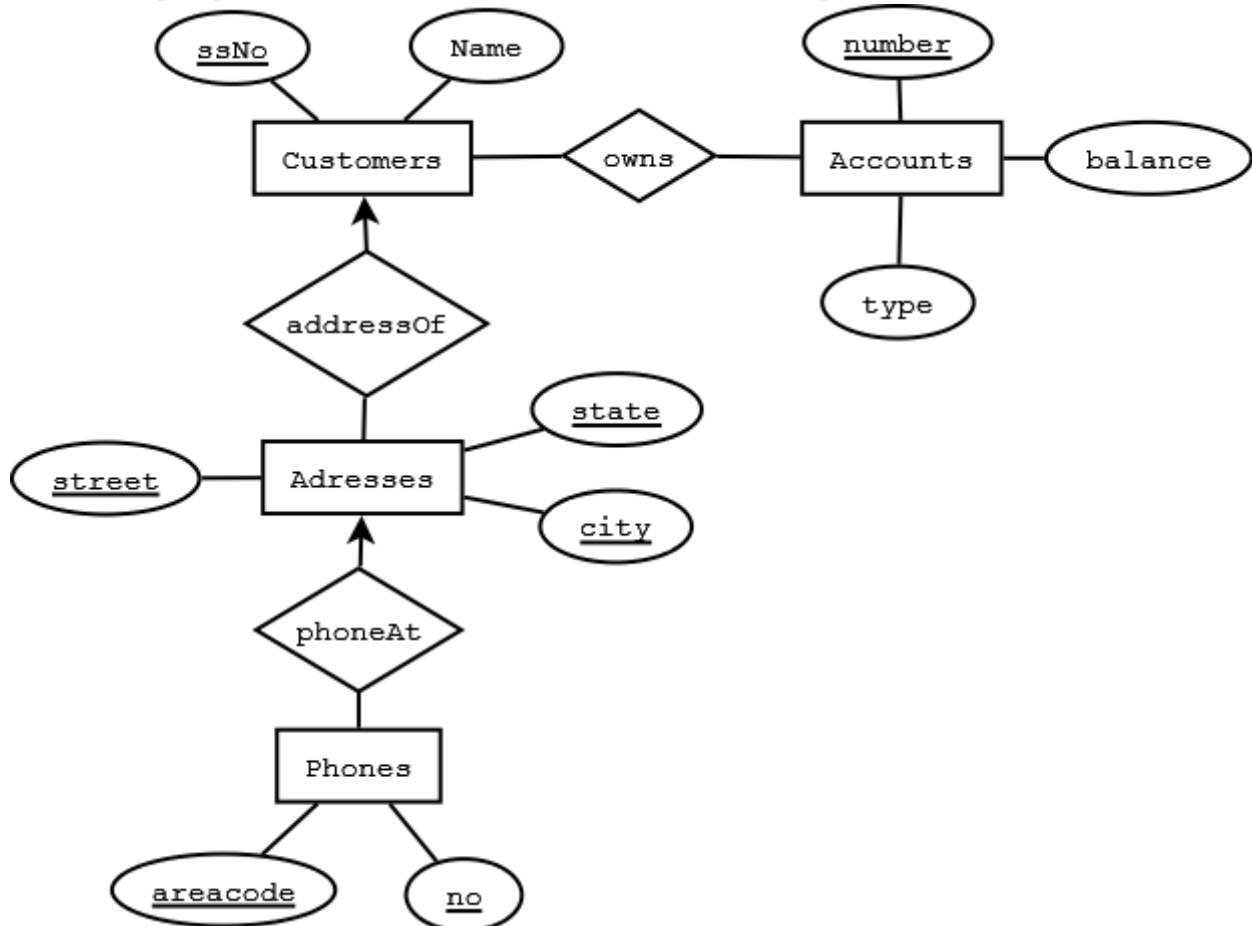 ssNo
Name
number
Customers
owns
Accounts
balance
type
addressOf
state
street
Adresses
city
phoneAt
Phones
areacode
no